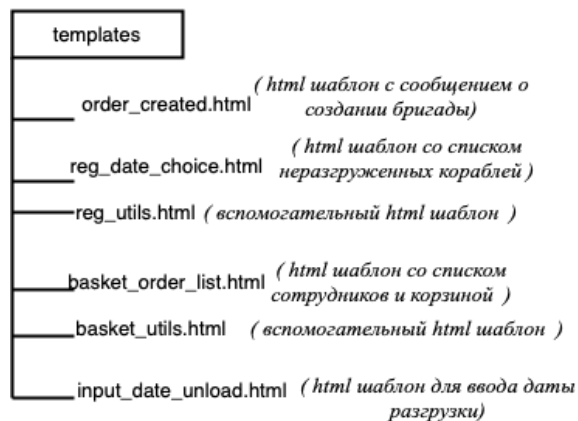 templates
order_created.html ( html шаблон с сообщением о
создании бригады)
reg_date_choice.html ( html шаблон со списком
неразгруженных кораблей )
reg_utils.html ( вспомогательный html шаблон )
basket_order_list.html ( html шаблон со списком
сотрудников и корзиной )
basket_utils.html ( вспомогательный html шаблон )
input_date_unload.html ( html шаблон для ввода даты
разгрузки)